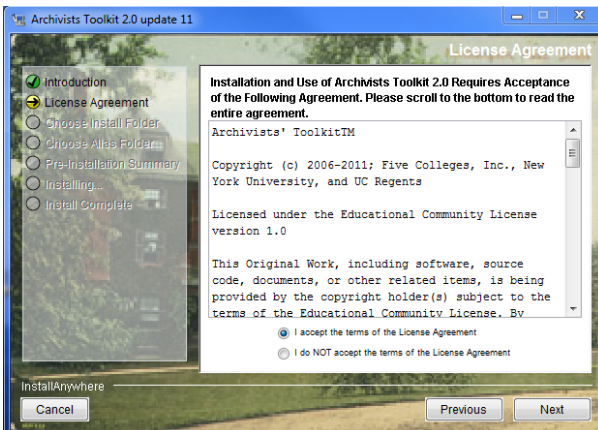 Archivists Toolkit 2.0 update 11
License Agreement
Introduction
License Agreement
Choose Install Folder
Choose Alias Folder...
Pre-Installation Summary
Installing...
Install Complete
Installation and Use of Archivists Toolkit 2.0 Requires Acceptance
of the Following Agreement. Please scroll to the bottom to read the
entire agreement.
Archivists' ToolkitTM
Copyright (c) 2006-2011; Five Colleges, Inc., New
York University, and UC Regents
Licensed under the Educational Community License
version 1.0
This Original Work, including software, source
code, documents, or other related items, is being
provided by the copyright holder(s) subject to the
terms of the Educational Community License. By
I accept the terms of the License Agreement
I do NOT accept the terms of the License Agreement
InstallAnywhere
Cancel
Previous
Next